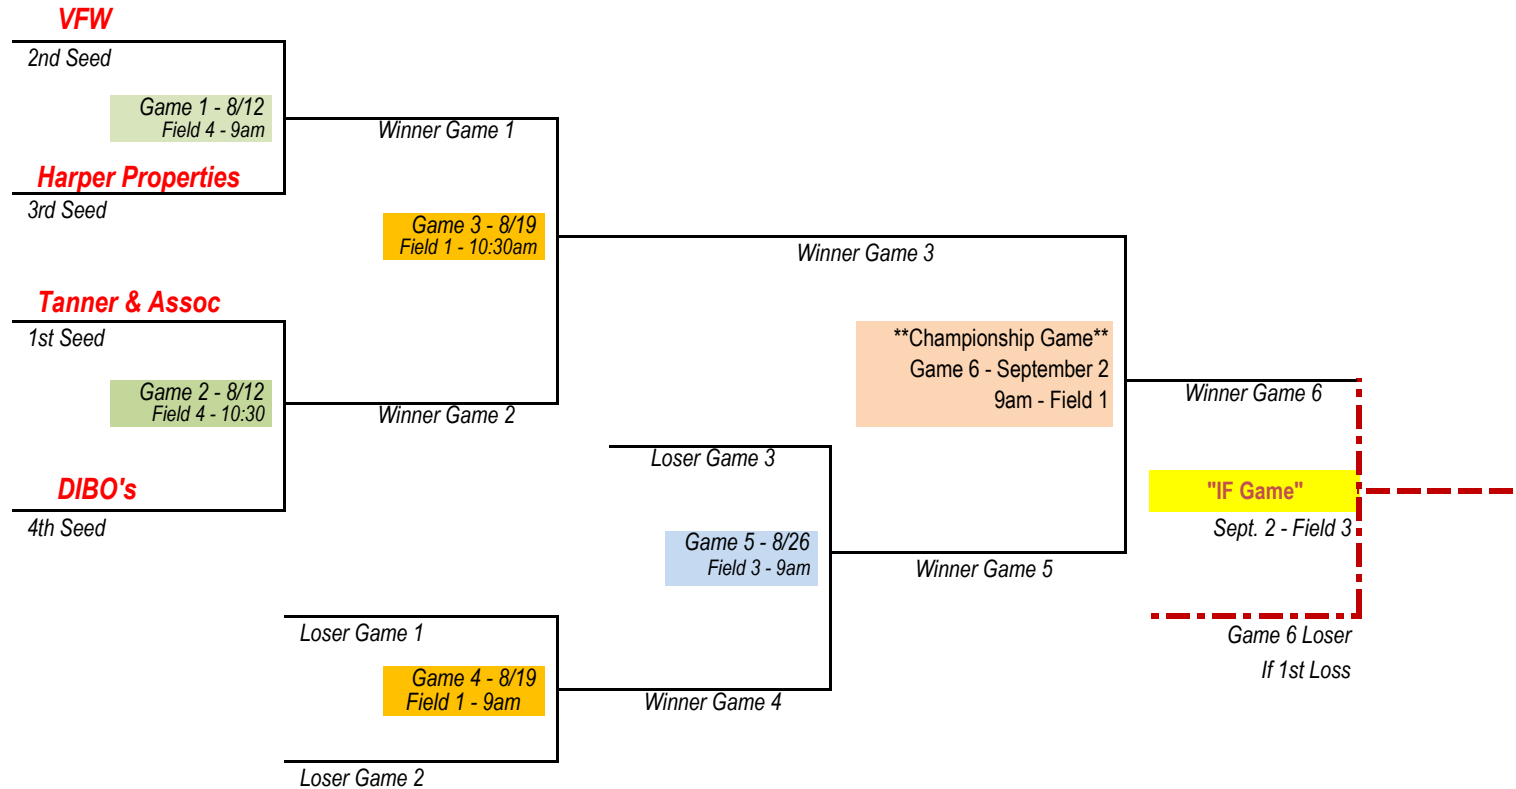 VFW
2nd Seed
Game 1 - 8/12
Field 4 - 9am
Winner Game 1
Harper Properties
3rd Seed
Game 3 - 8/19
Field 1 - 10:30am
Winner Game 3
Tanner & Assoc
1st Seed
**Championship Game**
Game 6 - September 2
9am - Field 1
Game 2 - 8/12
Field 4 - 10:30
Winner Game 2
Winner Game 6
Loser Game 3
DIBO's
4th Seed
"IF Game"
Sept. 2 - Field 3
Game 5 - 8/26
Field 3 - 9am
Winner Game 5
Loser Game 1
Game 6 Loser
If 1st Loss
Game 4 - 8/19
Field 1 - 9am
Winner Game 4
Loser Game 2